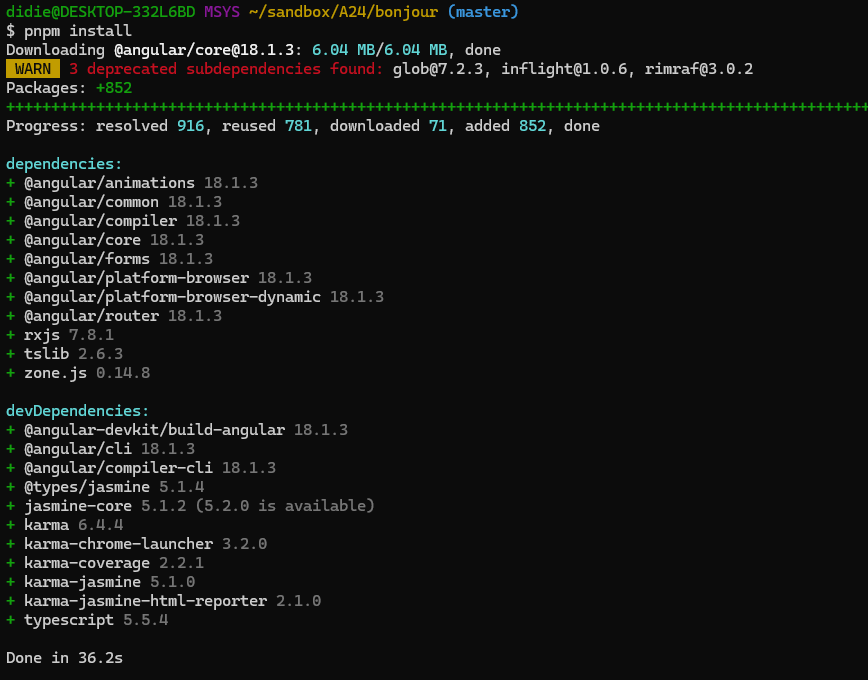 didie@DESKTOP-332L6BD MSYS ~/sandbox/A24/bonjour (master)
$ pnpm install
Downloading @angular/core@18.1.3: 6.04 MB/6.04 MB, done
WARN 3 deprecated subdependencies found: glob@7.2.3, inflight@1.0.6, rimraf@3.0.2
Packages: +852
++++++++++++++++++++++++++++++++++++++++++++++++++++++++++++++++++++++++++++++++++++++++++++++++
Progress: resolved 916, reused 781, downloaded 71, added 852, done
dependencies:
+ @angular/animations 18.1.3
+ @angular/common 18.1.3
+ @angular/compiler 18.1.3
+ @angular/core 18.1.3
+ @angular/forms 18.1.3
+ @angular/platform-browser 18.1.3
+ @angular/platform-browser-dynamic 18.1.3
+ @angular/router 18.1.3
+ rxjs 7.8.1
+ tslib 2.6.3
+ zone.js 0.14.8
devDependencies:
+ @angular-devkit/build-angular 18.1.3
+ @angular/cli 18.1.3
+ @angular/compiler-cli 18.1.3
+ @types/jasmine 5.1.4
+ jasmine-core 5.1.2 (5.2.0 is available)
+ karma 6.4.4
+ karma-chrome-launcher 3.2.0
+ karma-coverage 2.2.1
+ karma-jasmine 5.1.0
+ karma-jasmine-html-reporter 2.1.0
+ typescript 5.5.4
Done in 36.2s